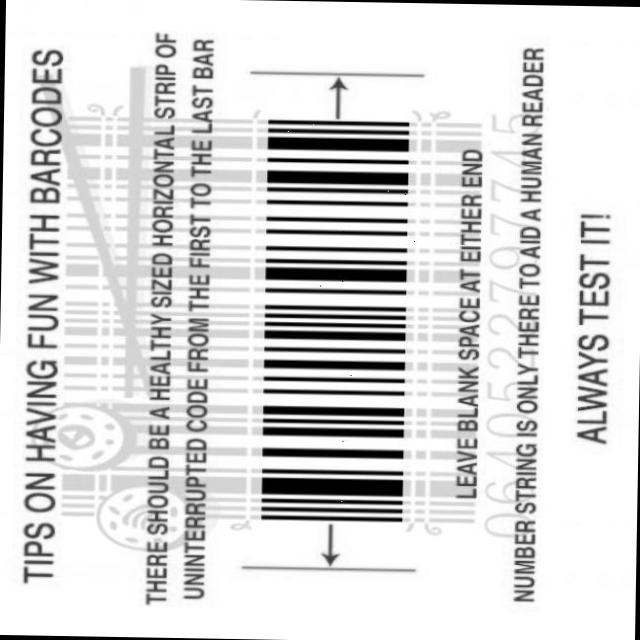 TIPS ON HAVING FUN WITH BARCODES
THERE SHOULD BE A HEALTHY SIZED HORIZONTAL STRIP OF
UNINTERRUPTED CODE FROM THE FIRST TO THE LAST BAR
LEAVE BLANK SPACE AT EITHER END
0640522797745
NUMBER STRING IS ONLY THERE TO AID A HUMAN READER
ALWAYS TEST IT!